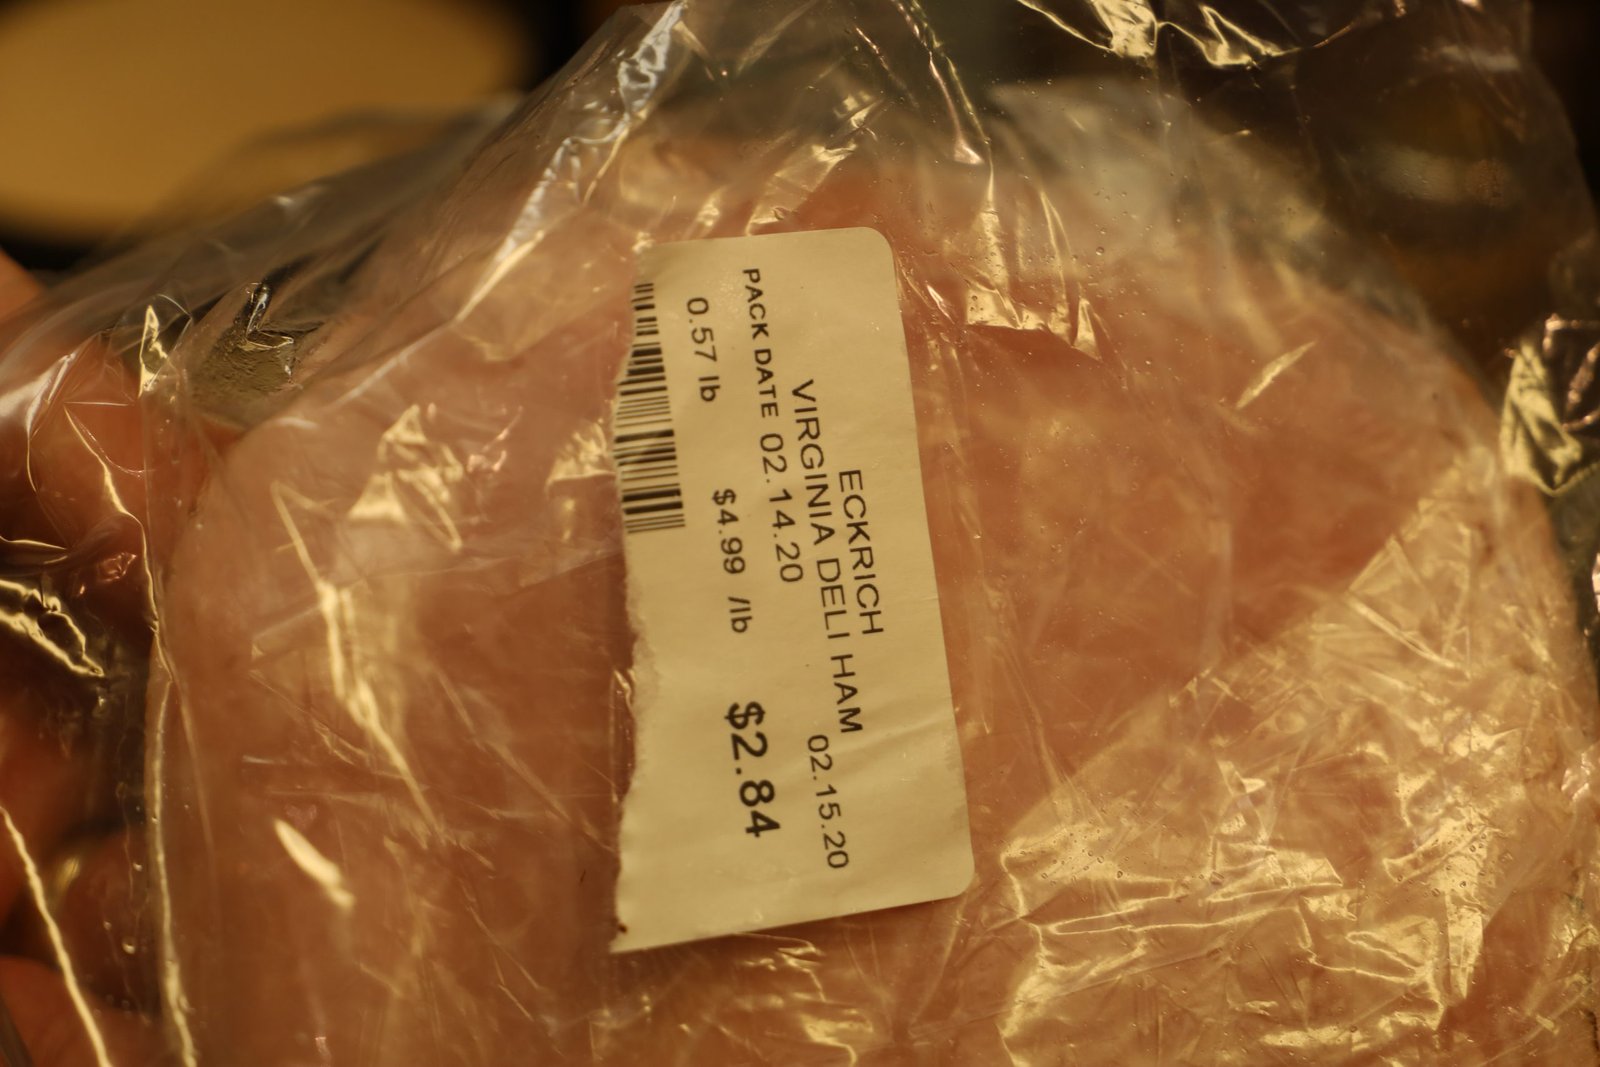 ECKRICH
VIRGINIA DELI HAM 02.15.20
PACK DATE 02.14.20
0.57 lb $4.99 /lb $2.84